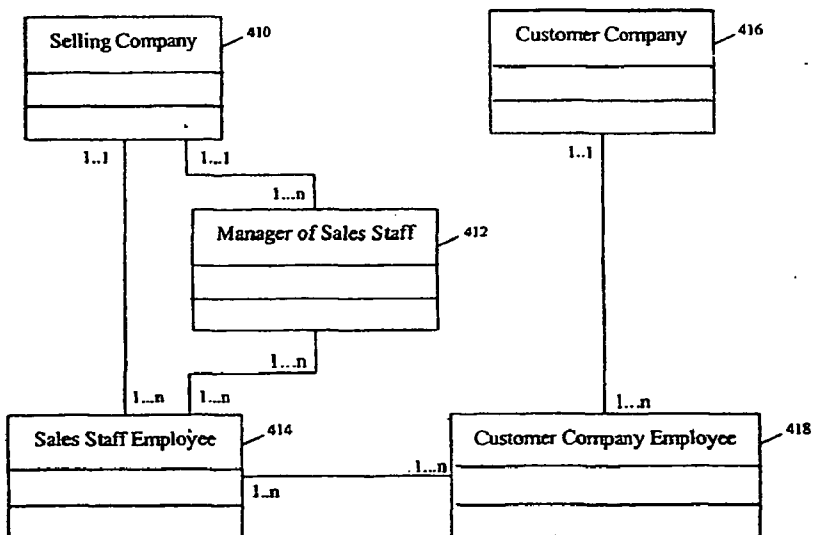 Selling Company
410
Customer Company
416
1..1
1...1
1..1
1...n
Manager of Sales Staff
412
1...n
1...n
1...n
1...n
Sales Staff Employee
414
Customer Company Employee
418
1...n
1..n